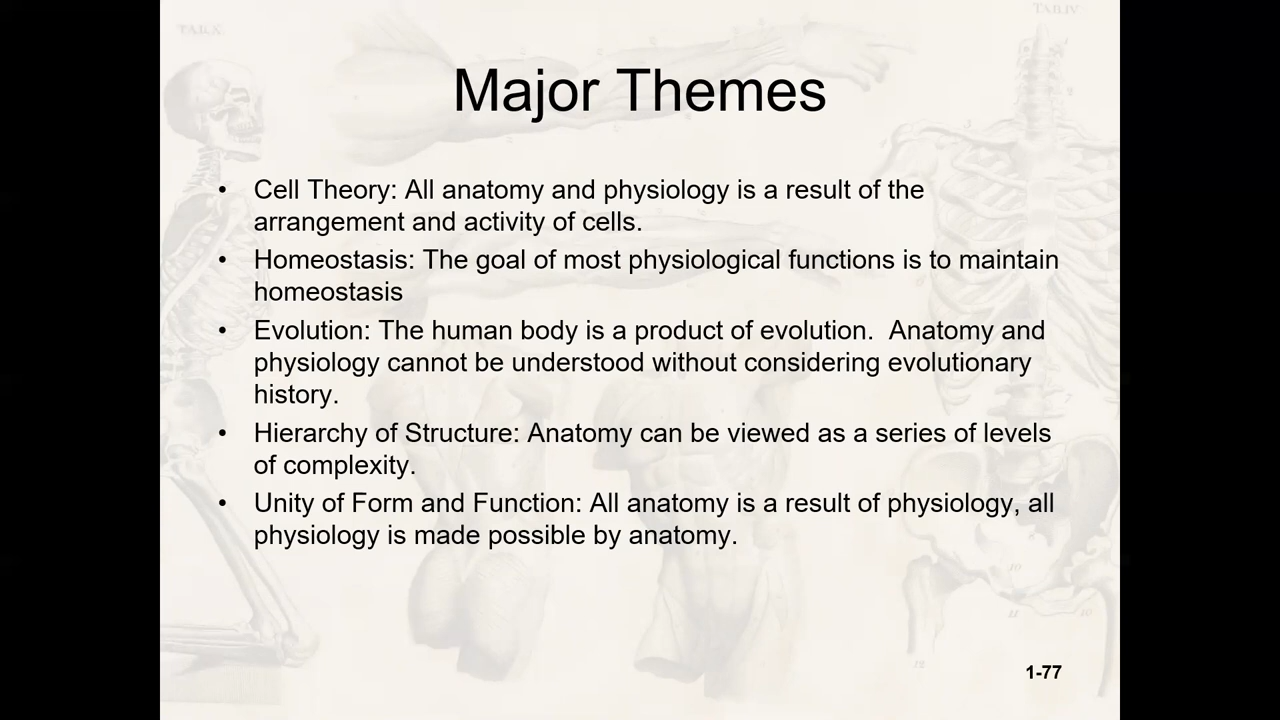 TAB.X
TAB.IV
Major Themes
• Cell Theory: All anatomy and physiology is a result of the
arrangement and activity of cells.
• Homeostasis: The goal of most physiological functions is to maintain
homeostasis
• Evolution: The human body is a product of evolution.  Anatomy and
physiology cannot be understood without considering evolutionary
history.
• Hierarchy of Structure: Anatomy can be viewed as a series of levels
of complexity.
• Unity of Form and Function: All anatomy is a result of physiology, all
physiology is made possible by anatomy.
1-77